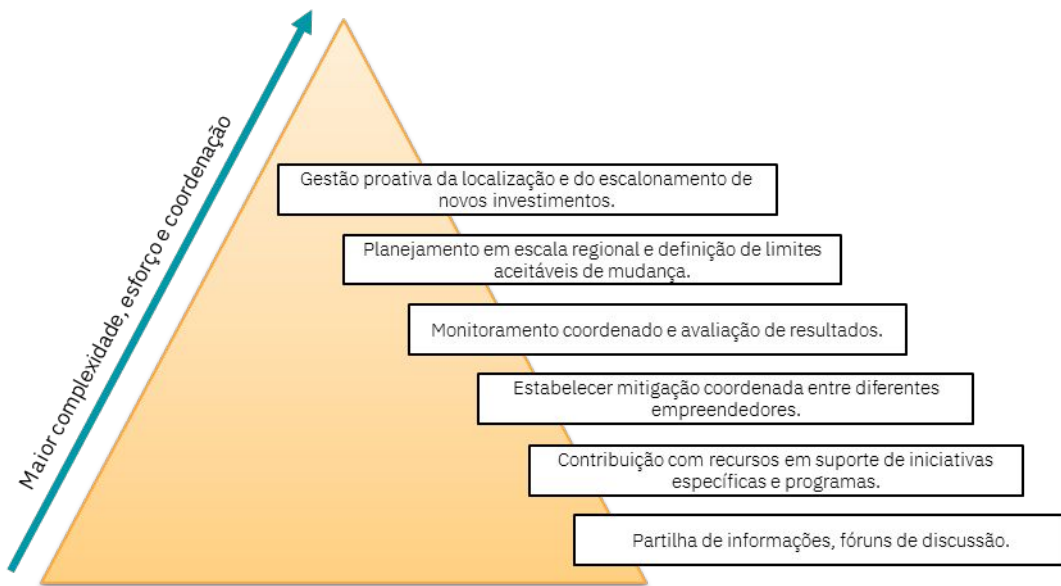 Maior complexidade, esforço e coordenação
Gestão proativa da localização e do escalonamento de
novos investimentos.
Planejamento em escala regional e definição de limites
aceitáveis de mudança.
Monitoramento coordenado e avaliação de resultados.
Estabelecer mitigação coordenada entre diferentes
empreendedores.
Contribuição com recursos em suporte de iniciativas
específicas e programas.
Partilha de informações, fóruns de discussão.